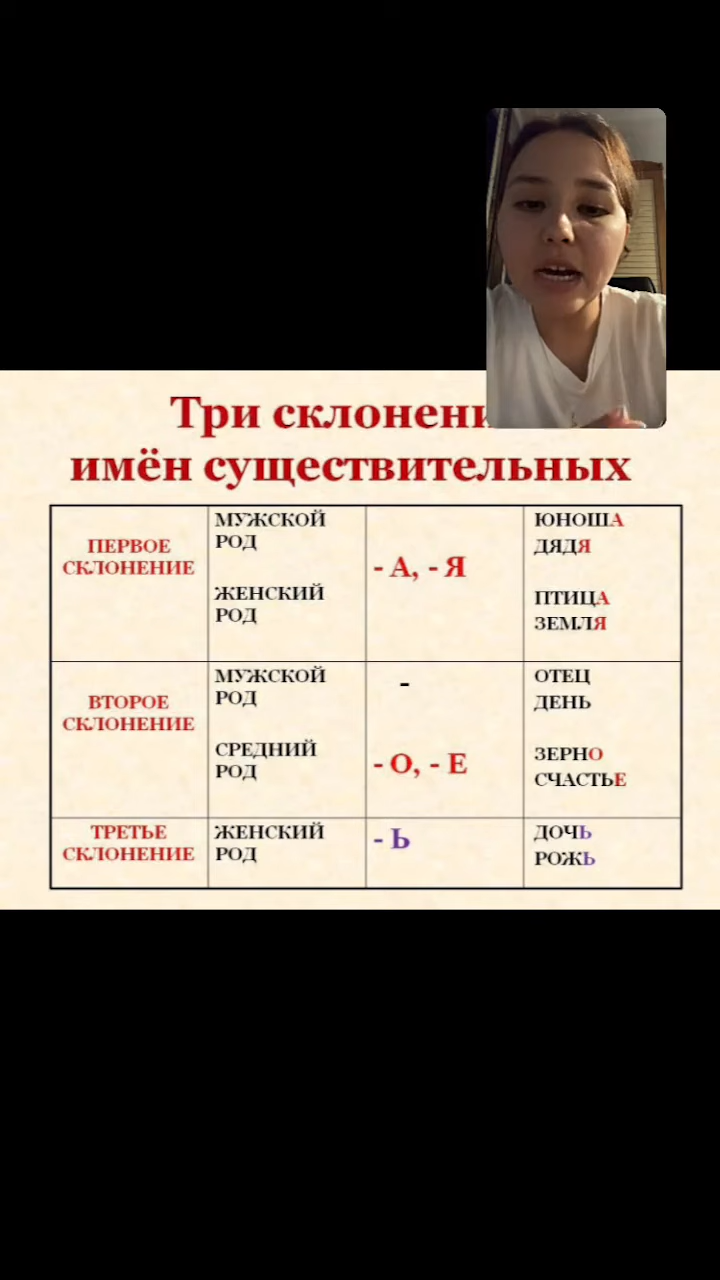 Три склонени
имён существительных
ПЕРВОЕ
СКЛОНЕНИЕ
МУЖСКОЙ
РОД
ЖЕНСКИЙ
РОД
- А, - Я
ЮНОША
ДЯДЯ
ПТИЦА
ЗЕМЛЯ
ВТОРОЕ
СКЛОНЕНИЕ
МУЖСКОЙ
РОД
СРЕДНИЙ
РОД
-
- О, - Е
ОТЕЦ
ДЕНЬ
ЗЕРНО
СЧАСТЬЕ
ТРЕТЬЕ
СКЛОНЕНИЕ
ЖЕНСКИЙ
РОД
- Ь
ДОЧЬ
РОЖЬ